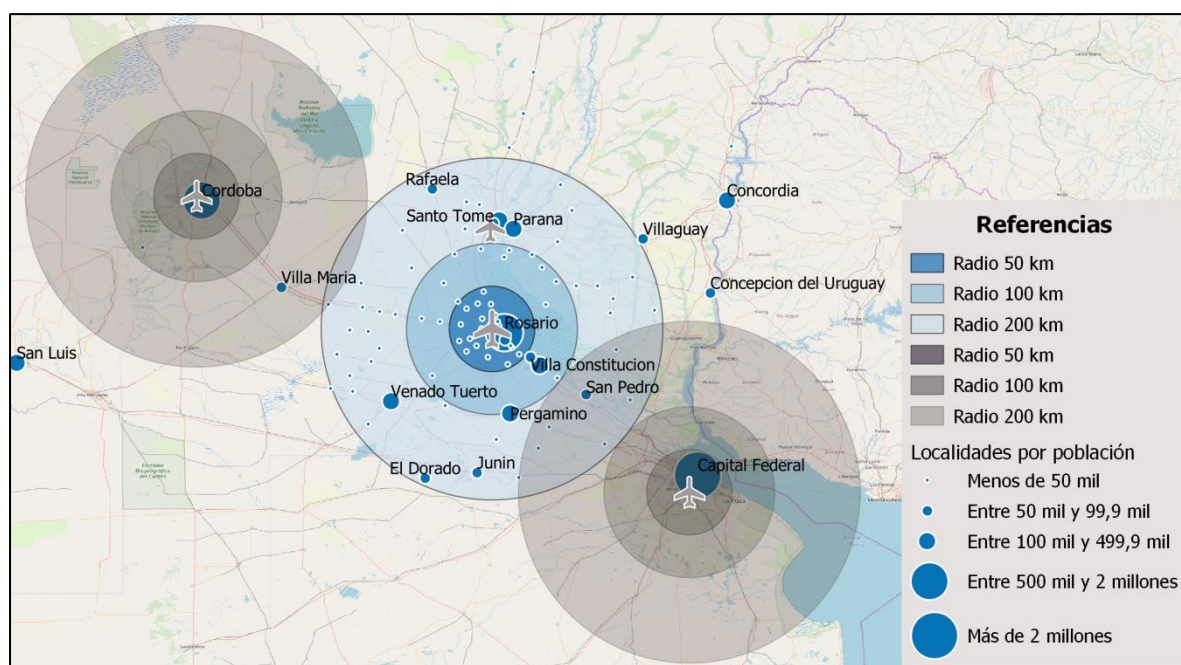 Cordoba
Rafaela
Santo Tome
Parana
Concordia
Villaguay
Villa Maria
Concepcion del Uruguay
Rosario
San Luis
Villa Constitucion
Venado Tuerto
San Pedro
Pergamino
El Dorado
Junin
Capital Federal
Referencias
Radio 50 km
Radio 100 km
Radio 200 km
Radio 50 km
Radio 100 km
Radio 200 km
Localidades por población
Menos de 50 mil
Entre 50 mil y 99,9 mil
Entre 100 mil y 499,9 mil
Entre 500 mil y 2 millones
Más de 2 millones